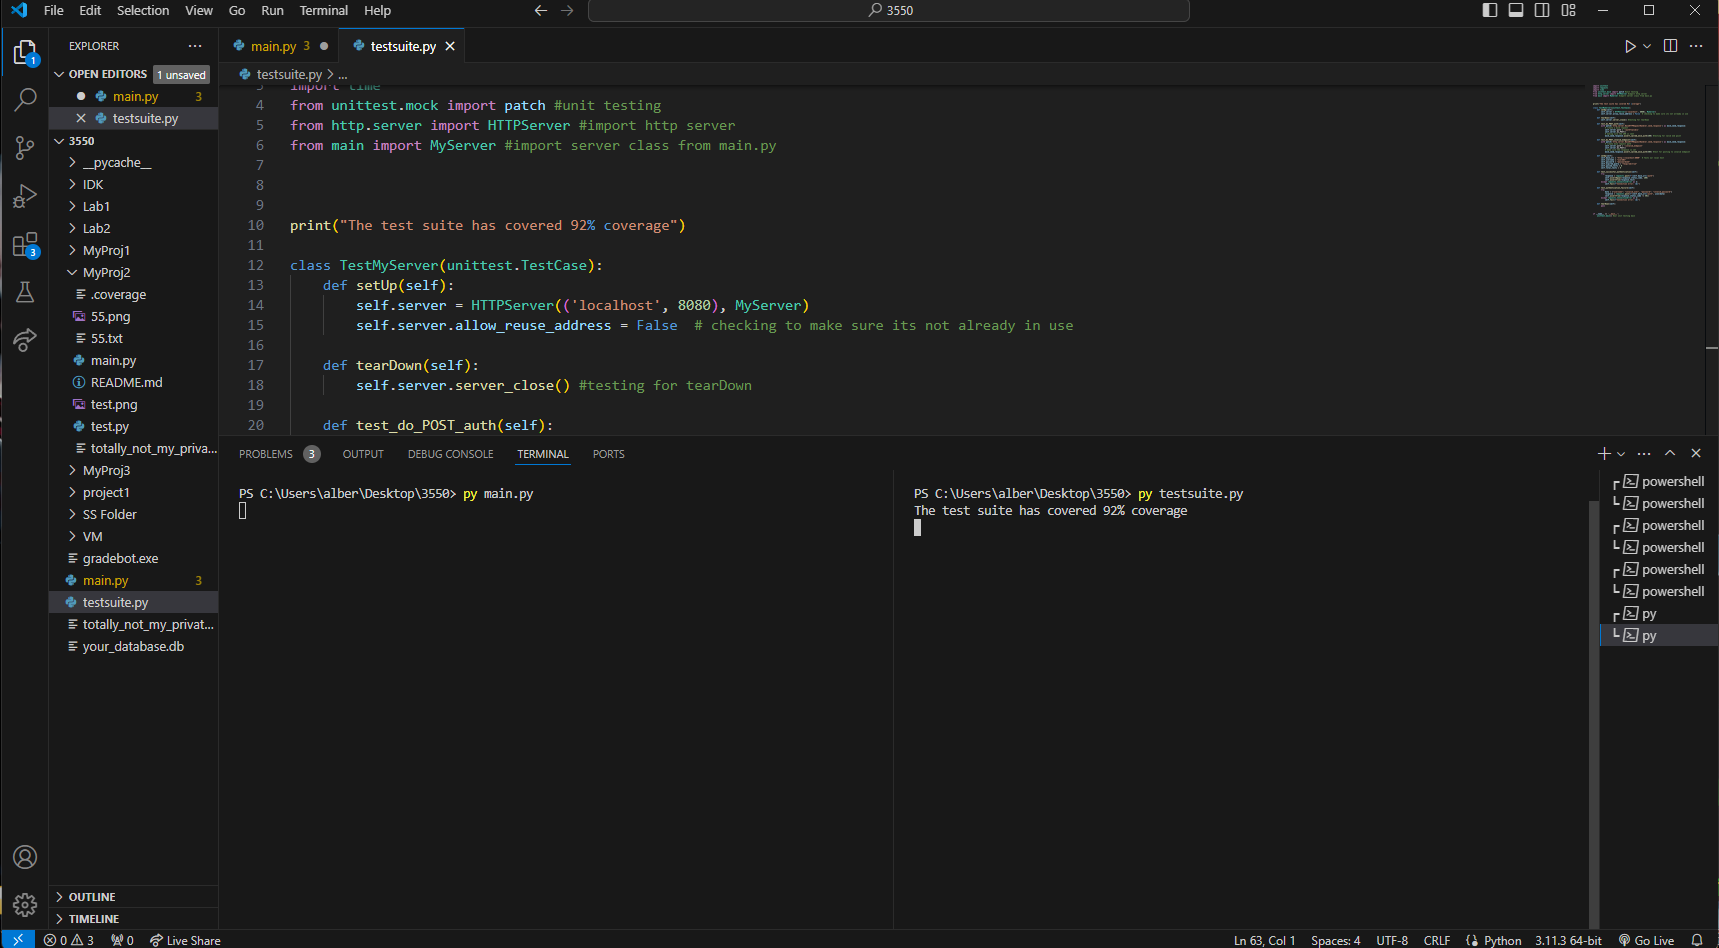 File Edit Selection View Go Run Terminal Help
3550
EXPLORER
OPEN EDITORS 1 unsaved
main.py 3
testsuite.py
3550
__pycache__
IDK
Lab1
Lab2
MyProj1
MyProj2
.coverage
55.png
55.txt
main.py
README.md
test.png
test.py
totally_not_my_priva...
MyProj3
project1
SS Folder
VM
gradebot.exe
main.py 3
testsuite.py
totally_not_my_privat...
your_database.db
OUTLINE
TIMELINE
1
3
main.py 3
testsuite.py
testsuite.py > ...
3 import time
4 from unittest.mock import patch #unit testing
5 from http.server import HTTPServer #import http server
6 from main import MyServer #import server class from main.py
7
8
9
10 print("The test suite has covered 92% coverage")
11
12 class TestMyServer(unittest.TestCase):
13 def setUp(self):
14 self.server = HTTPServer(('localhost', 8080), MyServer)
15 self.server.allow_reuse_address = False # checking to make sure its not already in use
16
17 def tearDown(self):
18 self.server.server_close() #testing for tearDown
19
20 def test_do_POST_auth(self):
PROBLEMS 3 OUTPUT DEBUG CONSOLE TERMINAL PORTS
PS C:\Users\alber\Desktop\3550> py main.py
PS C:\Users\alber\Desktop\3550> py testsuite.py
The test suite has covered 92% coverage
powershell
powershell
powershell
powershell
powershell
powershell
py
py
0 3 0 Live Share
Ln 63, Col 1 Spaces: 4 UTF-8 CRLF Python 3.11.3 64-bit Go Live